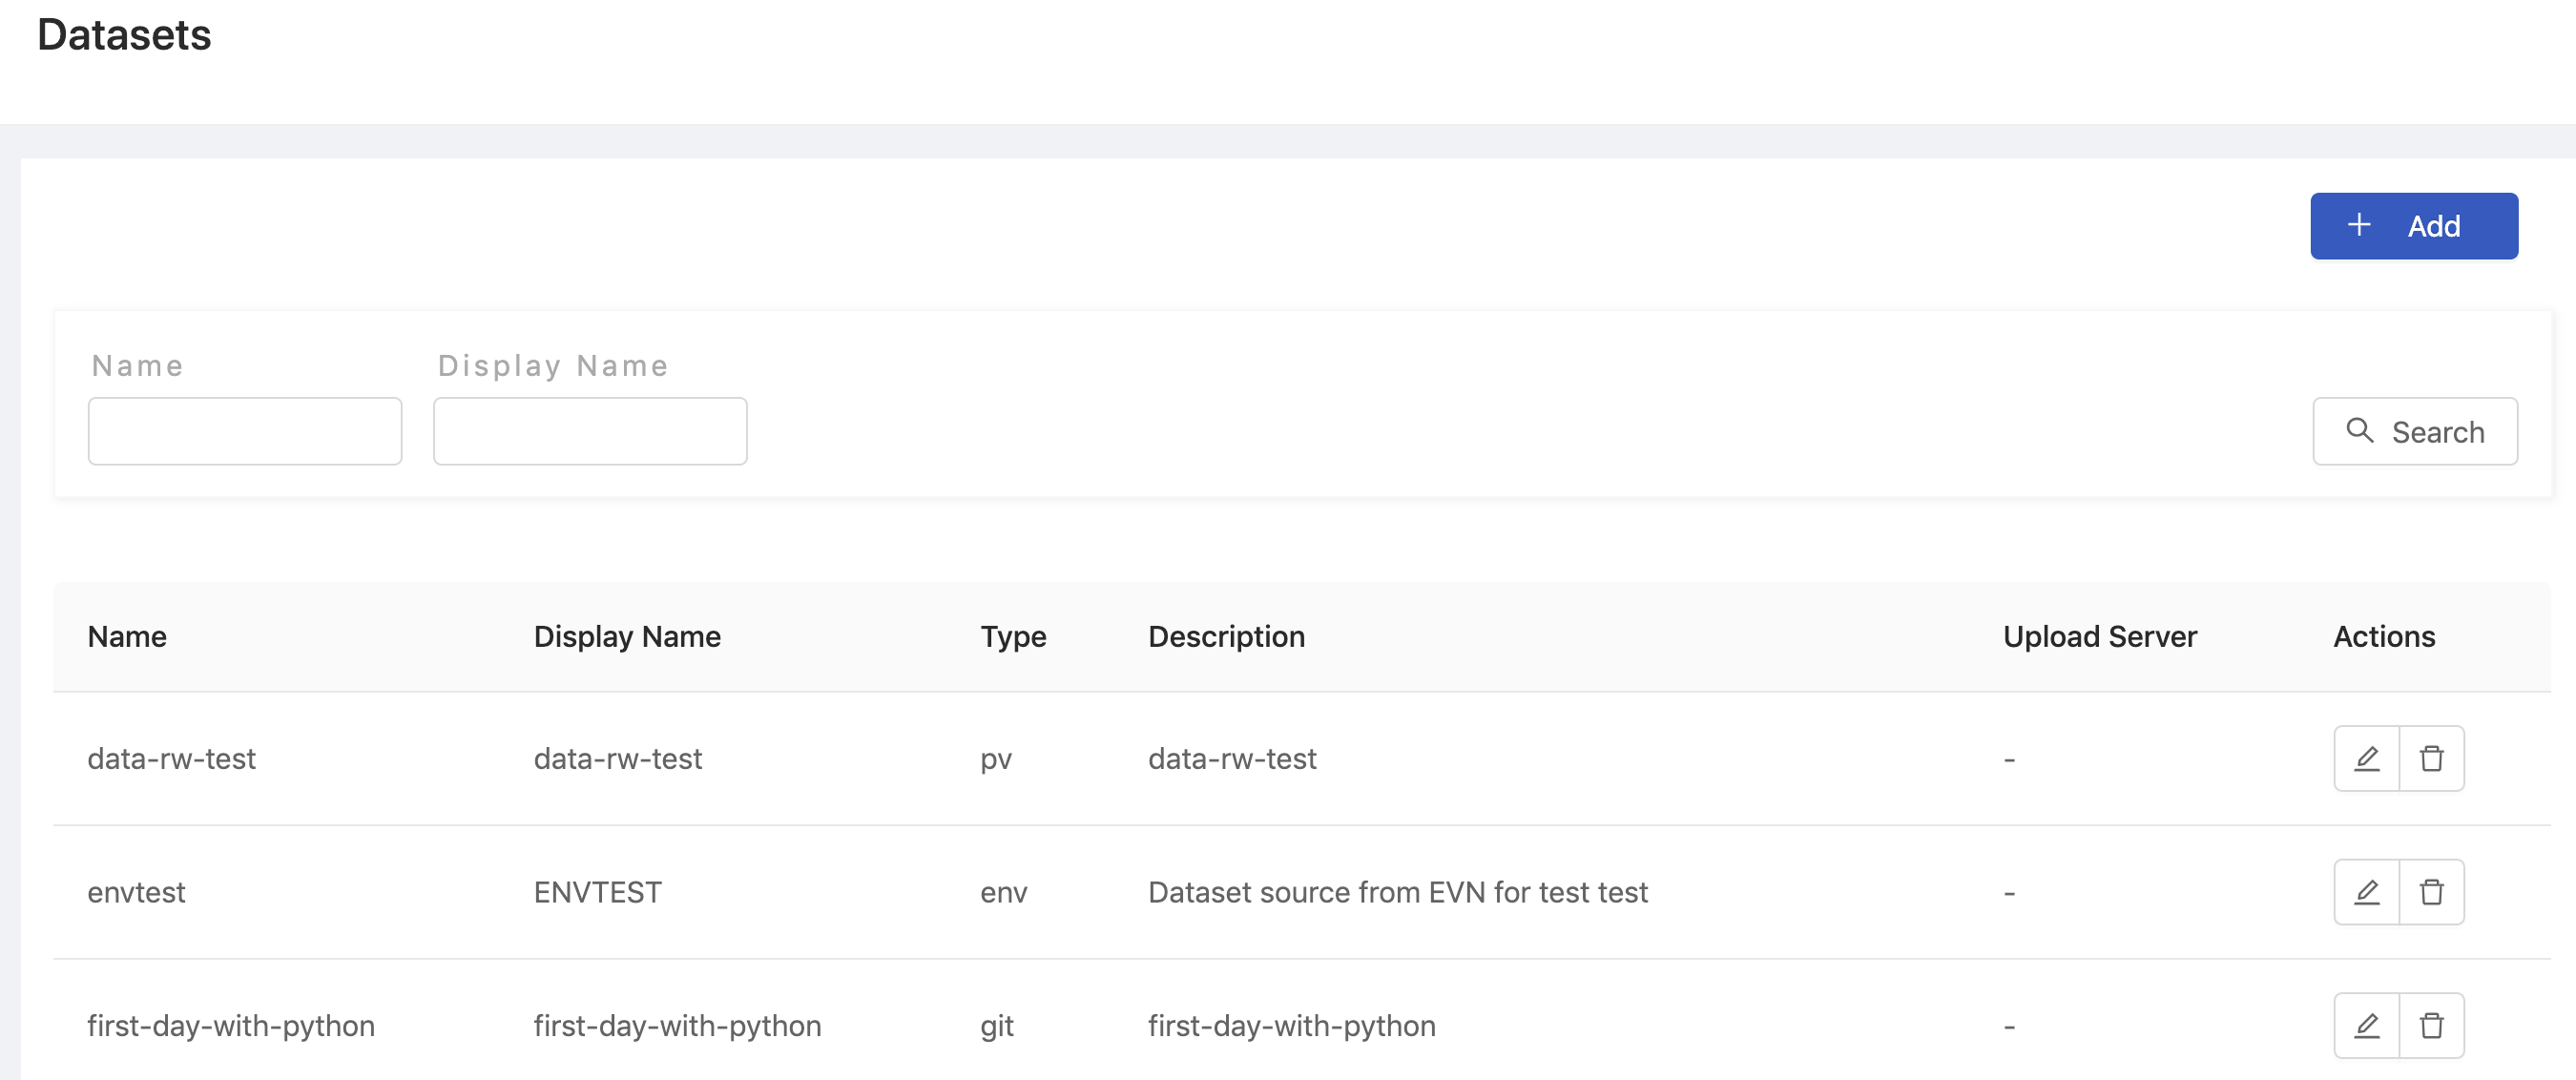 Datasets
+ Add
Name Display Name
Search
Name Display Name Type Description Upload Server Actions
data-rw-test data-rw-test pv data-rw-test -
envtest ENVTEST env Dataset source from EVN for test test -
first-day-with-python first-day-with-python git first-day-with-python -